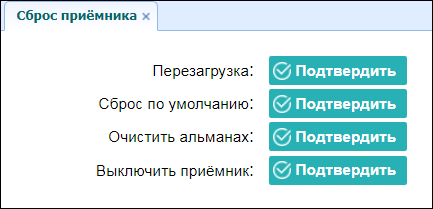 Сброс приёмника ×
Перезагрузка: Подтвердить
Сброс по умолчанию: Подтвердить
Очистить альманах: Подтвердить
Выключить приёмник: Подтвердить